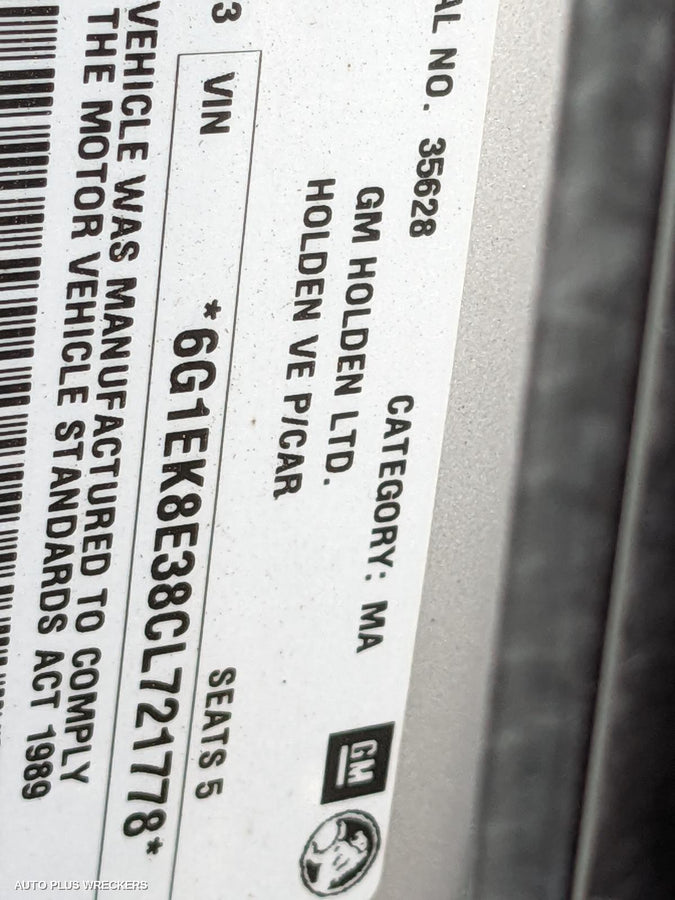 AL NO. 35628 CATEGORY: MA
GM HOLDEN LTD.
HOLDEN VE P/CAR
GM
3 SEATS 5
VIN *6G1EK8E38CL721778*
VEHICLE WAS MANUFACTURED TO COMPLY
THE MOTOR VEHICLE STANDARDS ACT 1989
AUTO PLUS WRECKERS